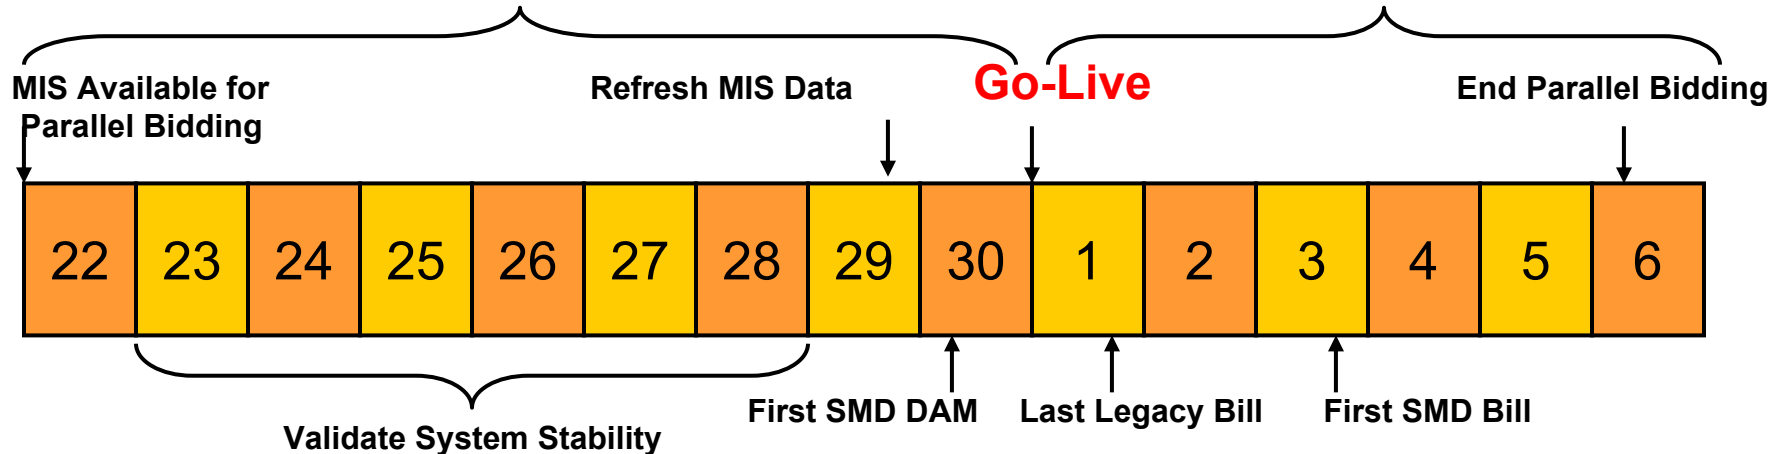 MIS Available for
Parallel Bidding
Refresh MIS Data
Go-Live
End Parallel Bidding
22 23 24 25 26 27 28 29 30 1 2 3 4 5 6
First SMD DAM
Last Legacy Bill
First SMD Bill
Validate System Stability